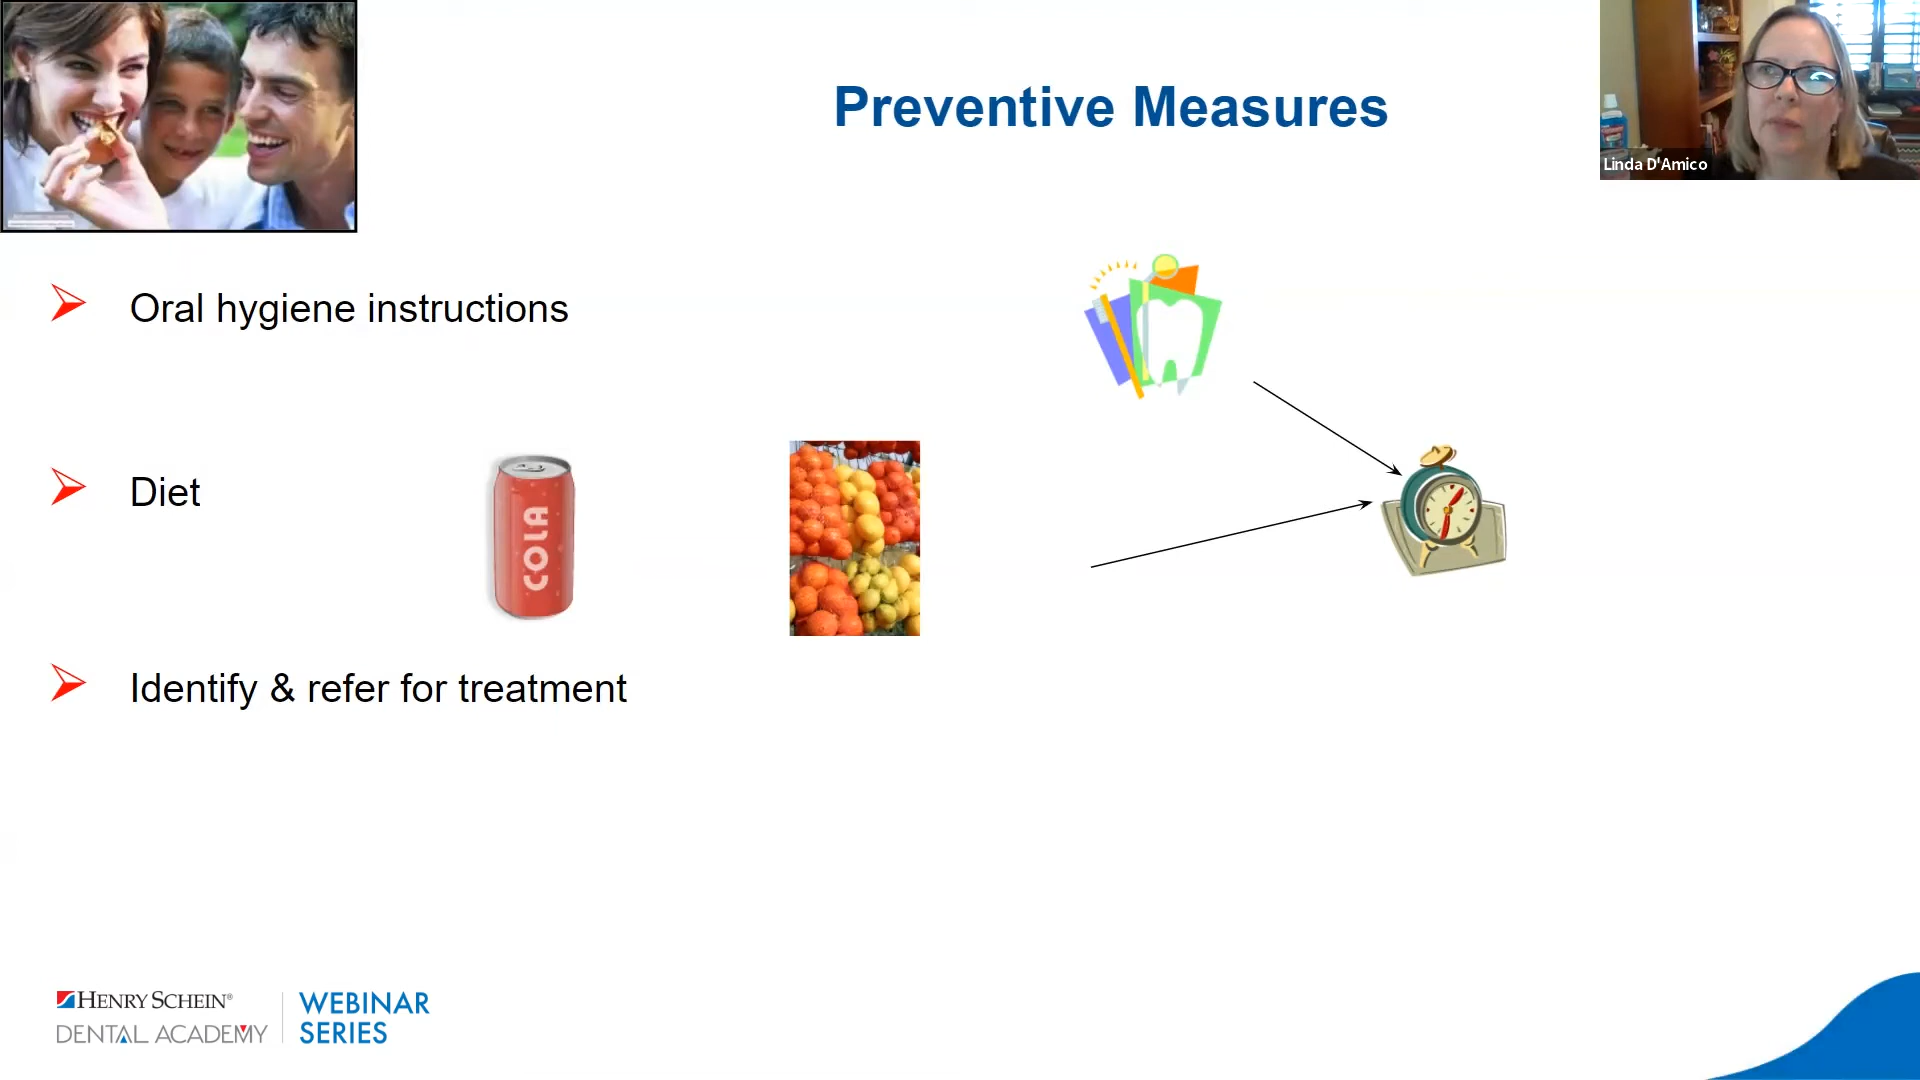 Preventive Measures
Linda D'Amico
Oral hygiene instructions
Diet
COLA
Identify & refer for treatment
HENRY SCHEIN®
DENTAL ACADEMY
WEBINAR
SERIES